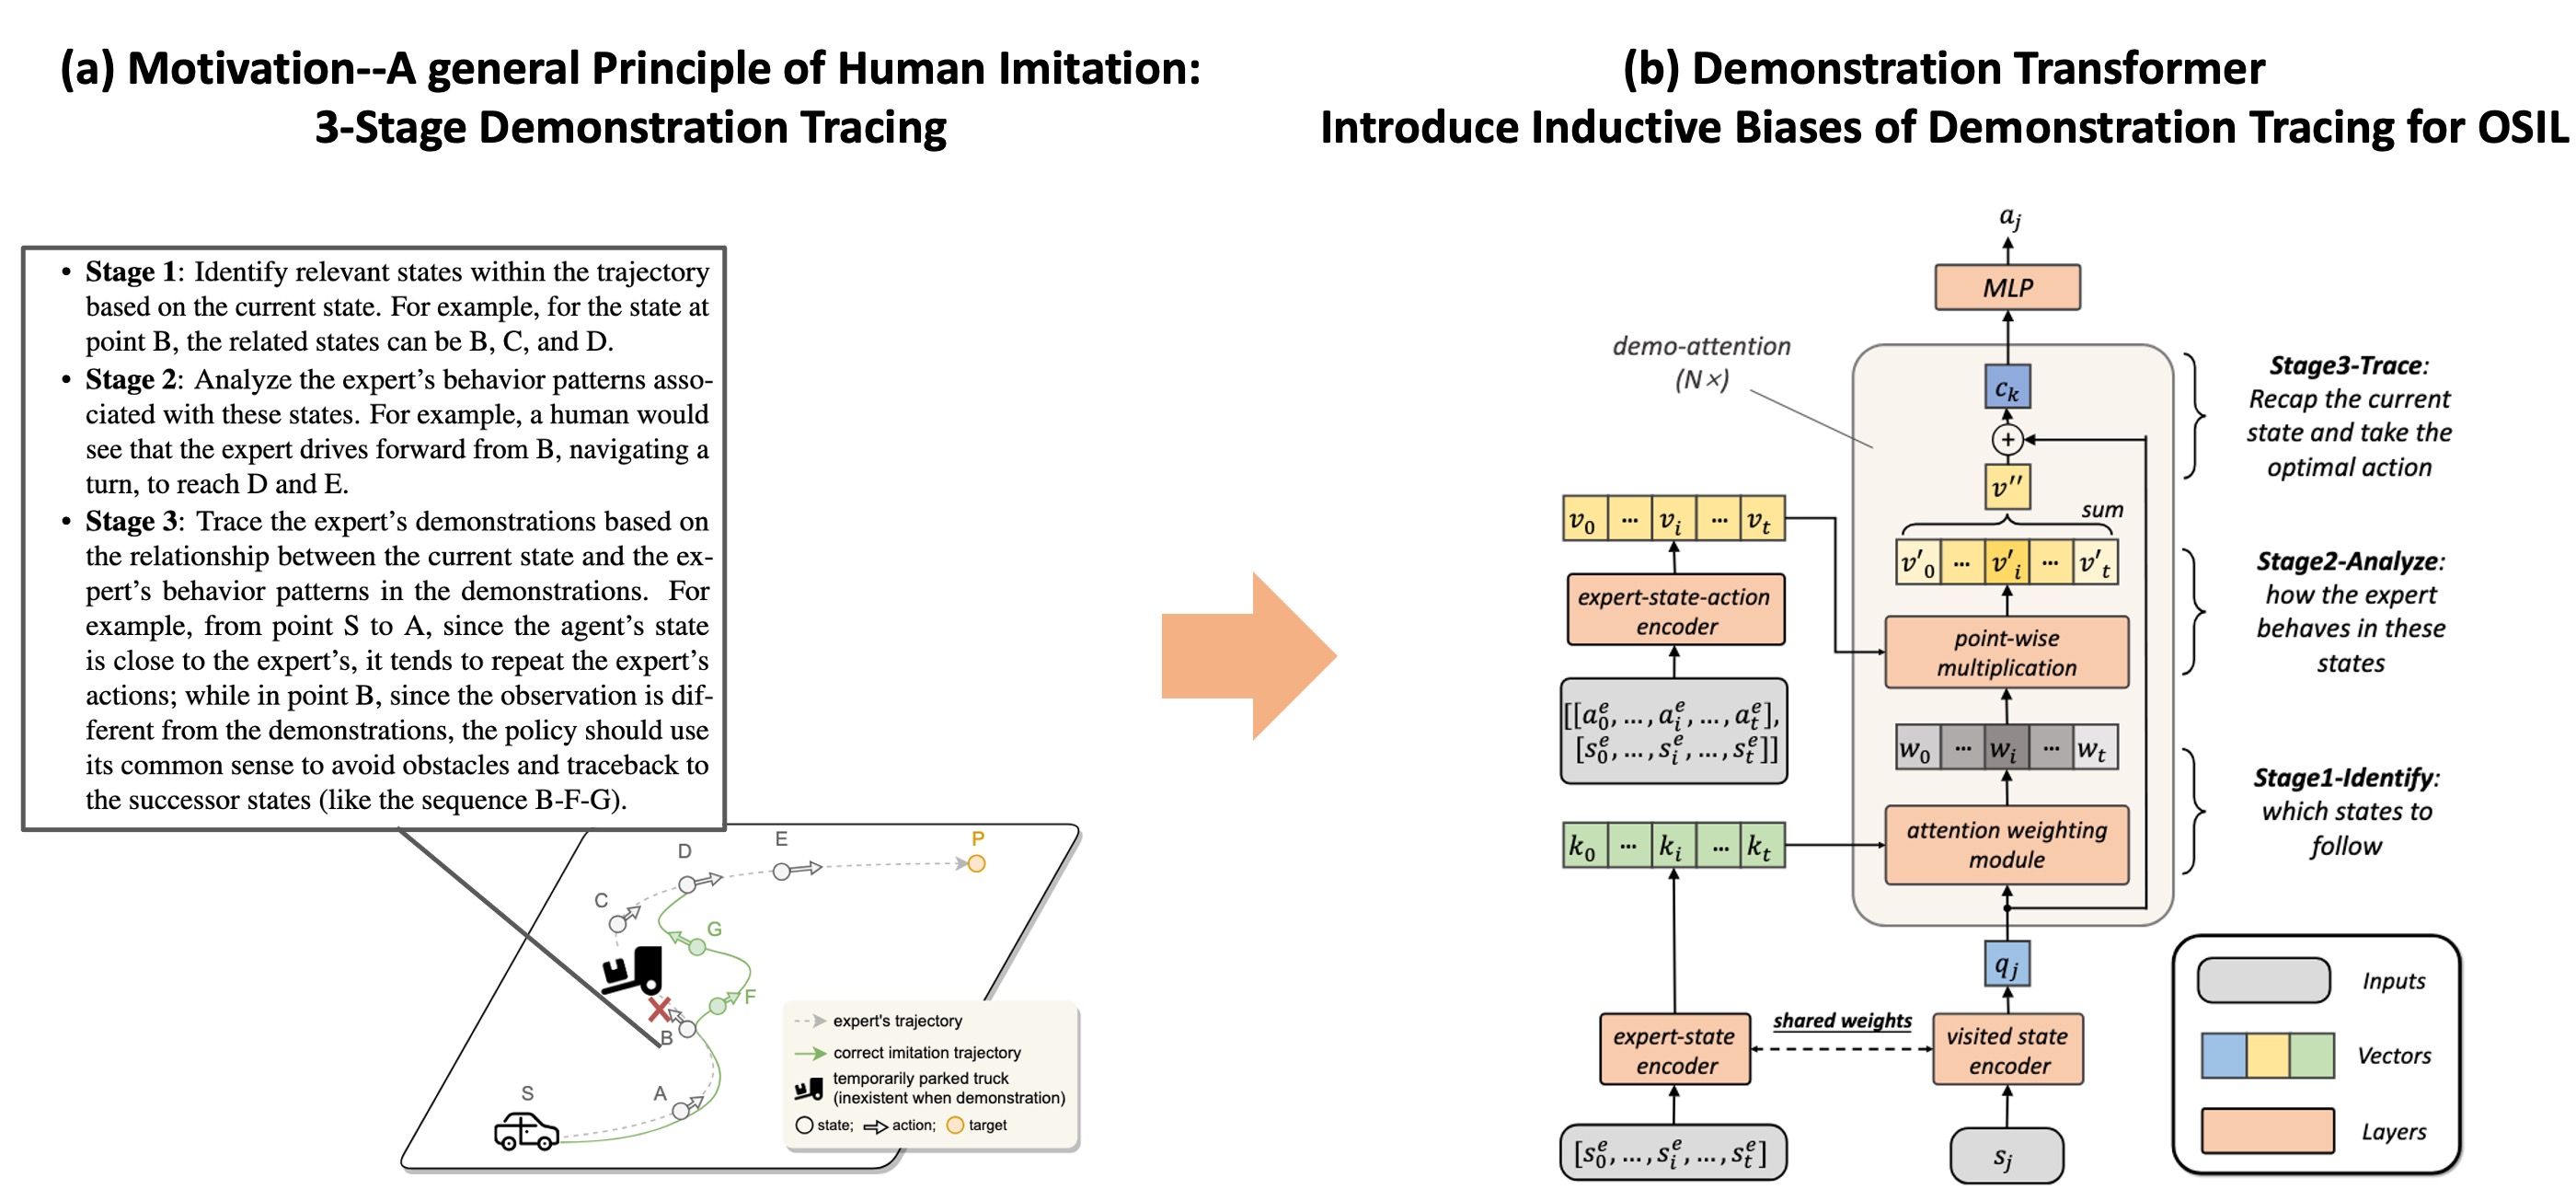 (a) Motivation--A general Principle of Human Imitation:
3-Stage Demonstration Tracing
• Stage 1: Identify relevant states within the trajectory
based on the current state. For example, for the state at
point B, the related states can be B, C, and D.
• Stage 2: Analyze the expert's behavior patterns asso-
ciated with these states. For example, a human would
see that the expert drives forward from B, navigating a
turn, to reach D and E.
• Stage 3: Trace the expert's demonstrations based on
the relationship between the current state and the ex-
pert's behavior patterns in the demonstrations. For
example, from point S to A, since the agent's state
is close to the expert's, it tends to repeat the expert's
actions; while in point B, since the observation is dif-
ferent from the demonstrations, the policy should use
its common sense to avoid obstacles and traceback to
the successor states (like the sequence B-F-G).
P
E
D
C
G
F
B
A
S
expert's trajectory
correct imitation trajectory
temporarily parked truck
(inexistent when demonstration)
state; action; target
(b) Demonstration Transformer
Introduce Inductive Biases of Demonstration Tracing for OSIL
a_j
MLP
demo-attention
(N×)
c_k
+
v''
sum
v'_0 ... v'_i ... v'_t
v_0 ... v_i ... v_t
expert-state-action
encoder
point-wise
multiplication
[[a_0^e, ..., a_i^e, ..., a_t^e],
[s_0^e, ..., s_i^e, ..., s_t^e]]
w_0 ... w_i ... w_t
k_0 ... k_i ... k_t
attention weighting
module
q_j
expert-state
encoder
shared weights
visited state
encoder
[s_0^e, ..., s_i^e, ..., s_t^e]
s_j
Stage3-Trace:
Recap the current
state and take the
optimal action
Stage2-Analyze:
how the expert
behaves in these
states
Stage1-Identify:
which states to
follow
Inputs
Vectors
Layers